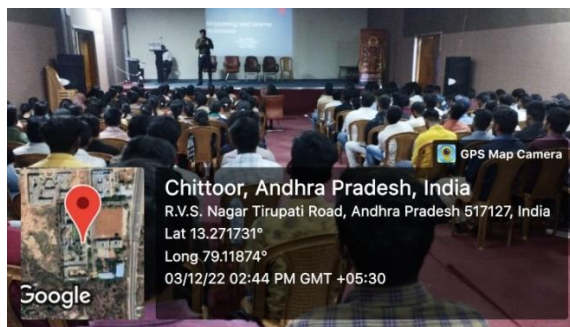 GPS Map Camera
Chittoor, Andhra Pradesh, India
R.V.S. Nagar Tirupati Road, Andhra Pradesh 517127, India
Lat 13.271731°
Long 79.11874°
03/12/22 02:44 PM GMT +05:30
Google